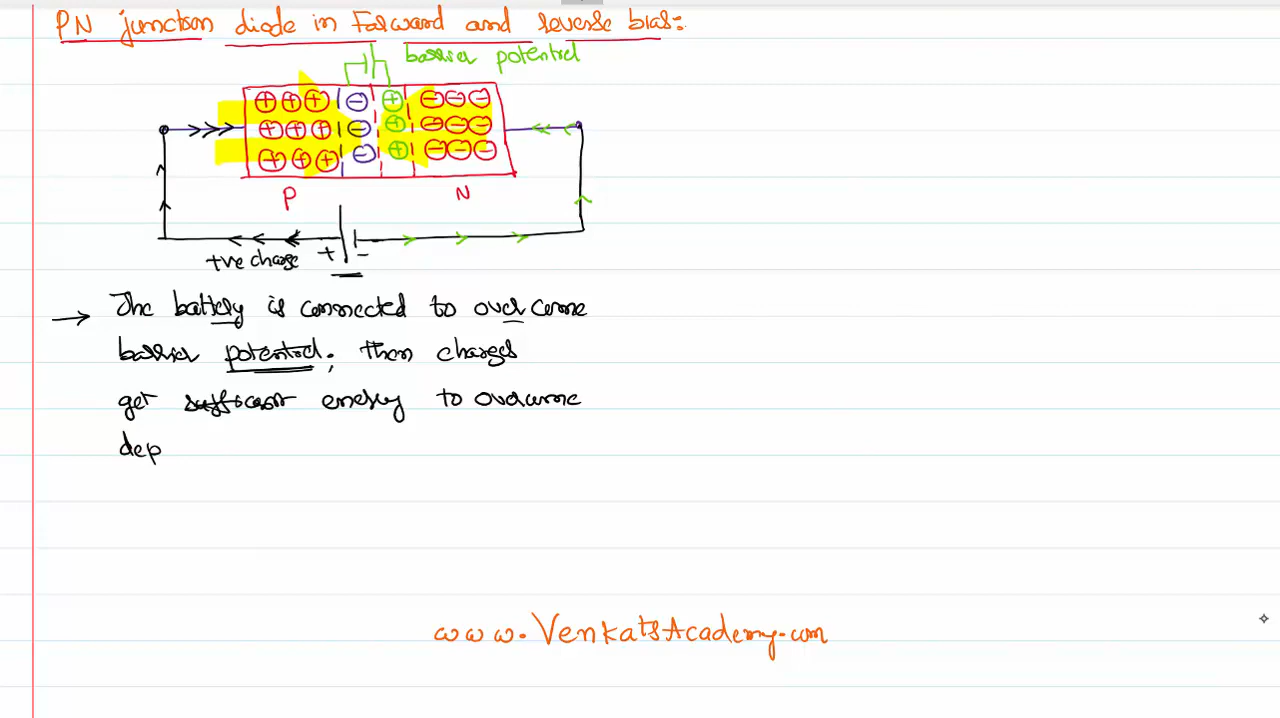 PN junction diode in Forward and reverse bias:
barrier potential
+ + + - + - - -
+ + + - + - - -
+ + + - + - - -
P N
+ve charge + -
→ The battery is connected to overcome
barrier potential; then charges
get sufficient energy to overcome
dep
www.VenkatsAcademy.com